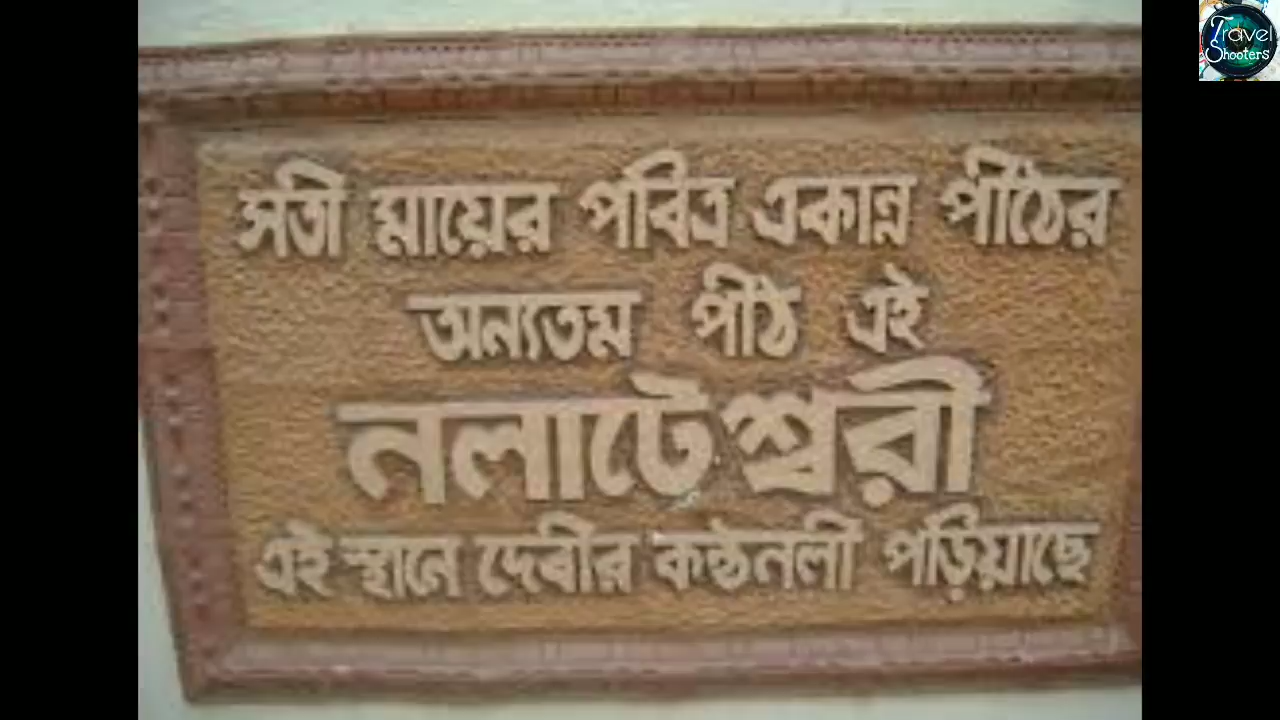 Travel
Shooters
সতী মায়ের পবিত্র একান্ন পীঠের
অন্যতম পীঠ এই
নলাটেশ্বরী
এই স্থানে দেবীর কন্ঠনলী পড়িয়াছে